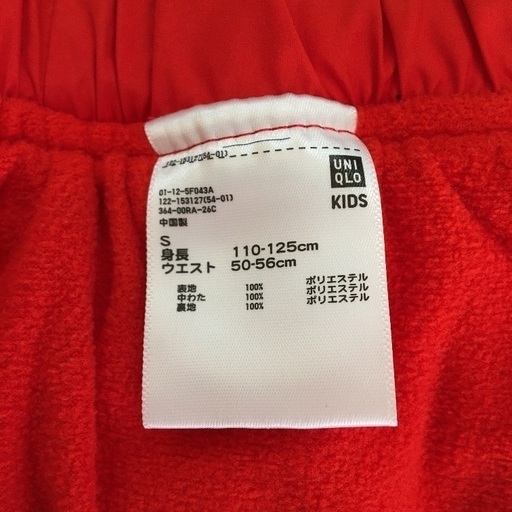 UNI
QLO
KIDS
01-12-5F043A
122-153127(54-01)
364-00RA-26C
中国製
S
身長 110-125cm
ウエスト 50-56cm
表地 100% ポリエステル
中わた 100% ポリエステル
裏地 100% ポリエステル